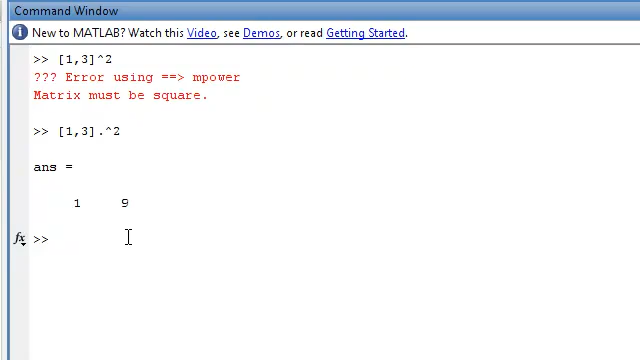 Command Window
New to MATLAB? Watch this Video, see Demos, or read Getting Started.
>> [1,3]^2
??? Error using ==> mpower
Matrix must be square.
>> [1,3].^2
ans =
1 9
fx >>